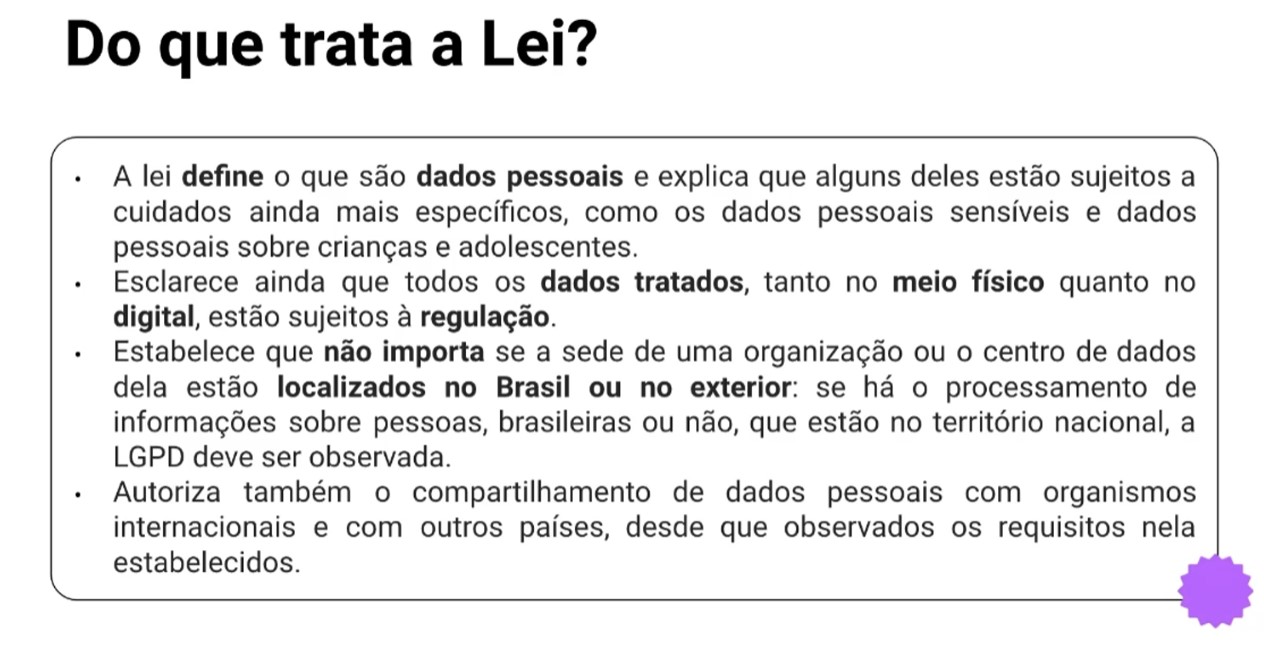 Do que trata a Lei?
• A lei define o que são dados pessoais e explica que alguns deles estão sujeitos a
cuidados ainda mais específicos, como os dados pessoais sensíveis e dados
pessoais sobre crianças e adolescentes.
• Esclarece ainda que todos os dados tratados, tanto no meio físico quanto no
digital, estão sujeitos à regulação.
• Estabelece que não importa se a sede de uma organização ou o centro de dados
dela estão localizados no Brasil ou no exterior: se há o processamento de
informações sobre pessoas, brasileiras ou não, que estão no território nacional, a
LGPD deve ser observada.
• Autoriza também o compartilhamento de dados pessoais com organismos
internacionais e com outros países, desde que observados os requisitos nela
estabelecidos.